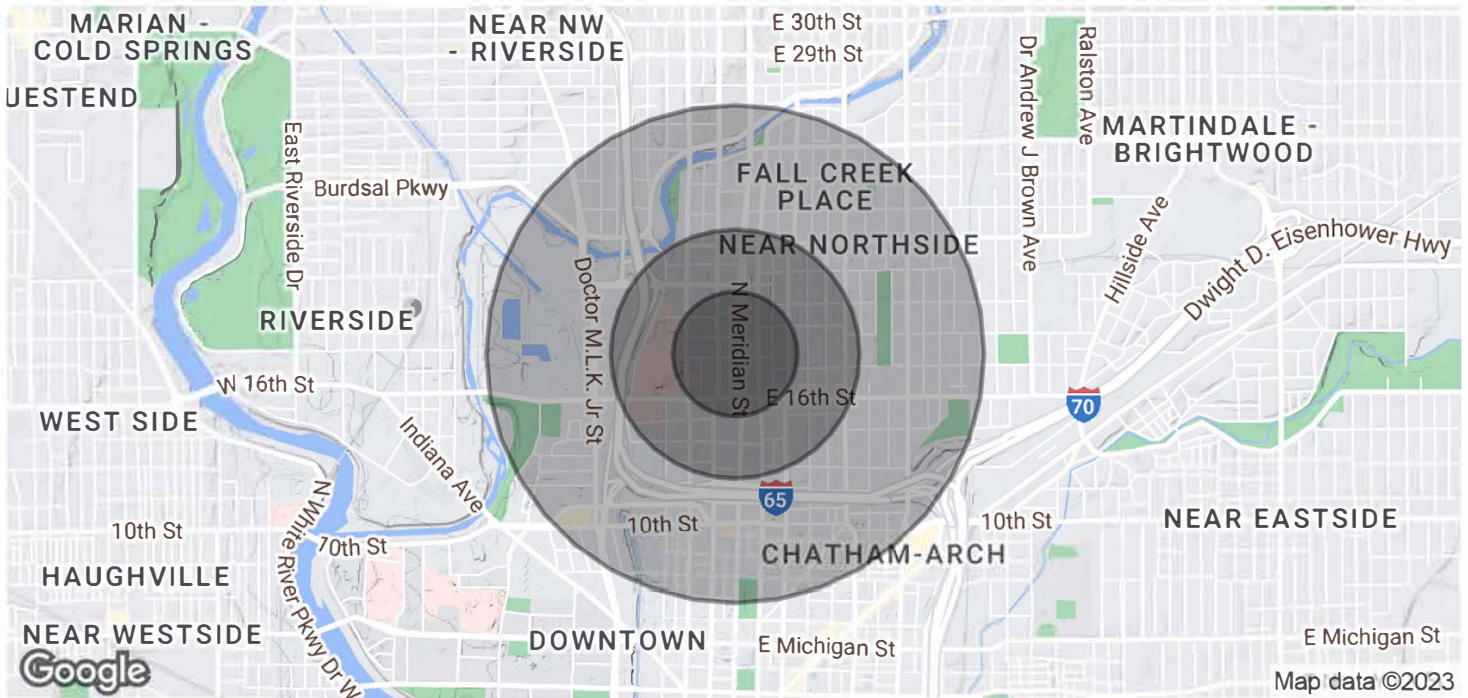 MARIAN -
COLD SPRINGS
NEAR NW
- RIVERSIDE
E 30th St
E 29th St
Dr Andrew J Brown Ave
Ralston Ave
UESTEND
MARTINDALE -
BRIGHTWOOD
East Riverside Dr
Burdsal Pkwy
FALL CREEK
PLACE
NEAR NORTHSIDE
Hillside Ave
Dwight D. Eisenhower Hwy
Doctor M.L.K. Jr St
N Meridian St
RIVERSIDE
W 16th St
E 16th St
70
WEST SIDE
Indiana Ave
65
N White River Pkwy Dr W
10th St
10th St
10th St
10th St
NEAR EASTSIDE
CHATHAM-ARCH
HAUGHVILLE
NEAR WESTSIDE
DOWNTOWN
E Michigan St
E Michigan St
Google
Map data ©2023